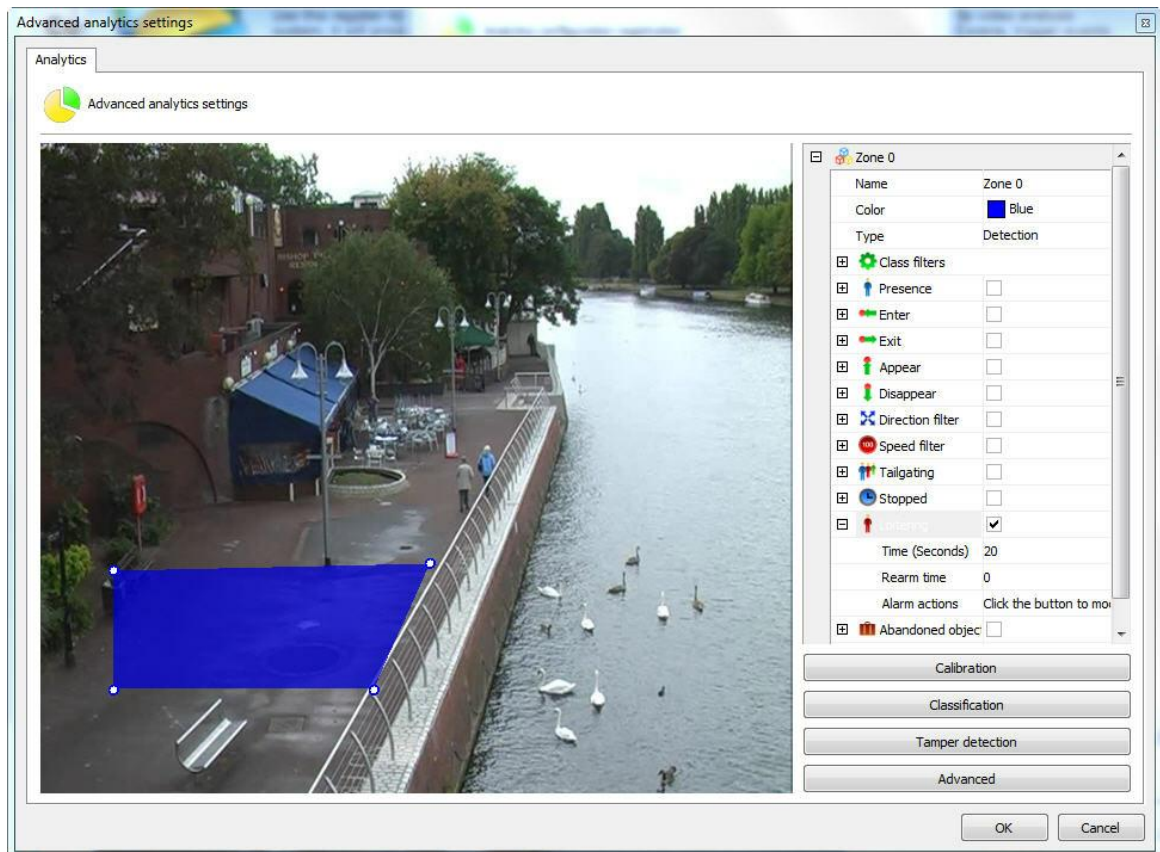 Advanced analytics settings
Analytics
Advanced analytics settings
Zone 0
Name Zone 0
Color Blue
Type Detection
Class filters
Presence
Enter
Exit
Appear
Disappear
Direction filter
100 Speed filter
Tailgating
Stopped
Loitering
Time (Seconds) 20
Rearm time 0
Alarm actions Click the button to mo
Abandoned objec
Calibration
Classification
Tamper detection
Advanced
OK Cancel